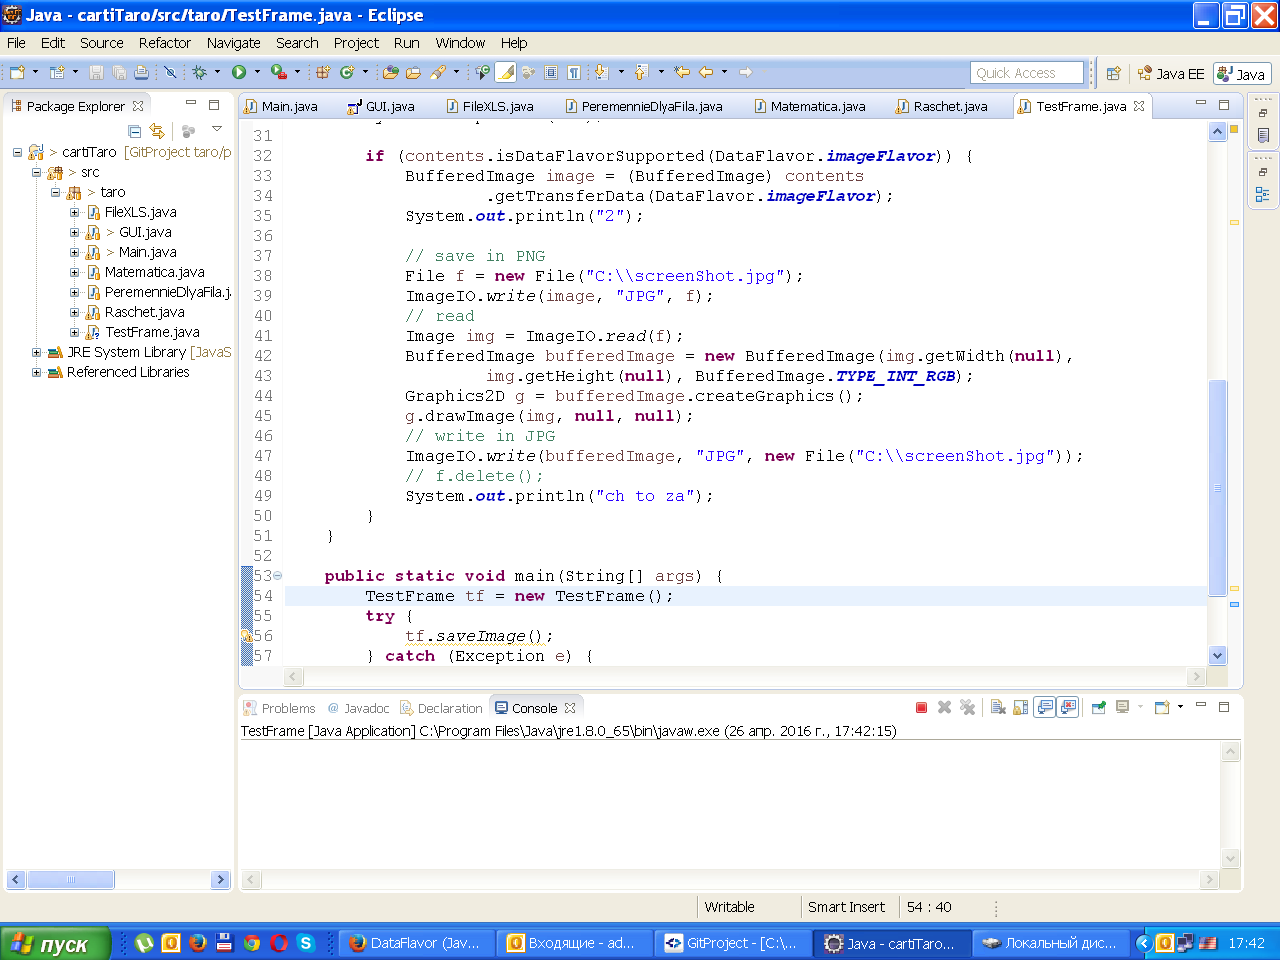 Java - cartiTaro/src/taro/TestFrame.java - Eclipse
File Edit Source Refactor Navigate Search Project Run Window Help
Quick Access
Java EE
Java
Package Explorer
Main.java GUI.java FileXLS.java PeremennieDlyaFila.java Matematica.java Raschet.java TestFrame.java
> cartiTaro [GitProject taro/p
> src
> taro
FileXLS.java
> GUI.java
> Main.java
Matematica.java
PeremennieDlyaFila.j
Raschet.java
TestFrame.java
JRE System Library [JavaS
Referenced Libraries
31
32 if (contents.isDataFlavorSupported(DataFlavor.imageFlavor)) {
33 BufferedImage image = (BufferedImage) contents
34 .getTransferData(DataFlavor.imageFlavor);
35 System.out.println("2");
36
37 // save in PNG
38 File f = new File("C:\\screenShot.jpg");
39 ImageIO.write(image, "JPG", f);
40 // read
41 Image img = ImageIO.read(f);
42 BufferedImage bufferedImage = new BufferedImage(img.getWidth(null),
43 img.getHeight(null), BufferedImage.TYPE_INT_RGB);
44 Graphics2D g = bufferedImage.createGraphics();
45 g.drawImage(img, null, null);
46 // write in JPG
47 ImageIO.write(bufferedImage, "JPG", new File("C:\\screenShot.jpg"));
48 // f.delete();
49 System.out.println("ch to za");
50 }
51 }
52
53 public static void main(String[] args) {
54 TestFrame tf = new TestFrame();
55 try {
56 tf.saveImage();
57 } catch (Exception e) {
Problems @ Javadoc Declaration Console
TestFrame [Java Application] C:\Program Files\Java\jre1.8.0_65\bin\javaw.exe (26 апр. 2016 г., 17:42:15)
Writable Smart Insert 54 : 40
пуск
DataFlavor (Jav...
Входящие - ad...
GitProject - [C:\...
Java - cartiTaro...
Локальный дис...
17:42